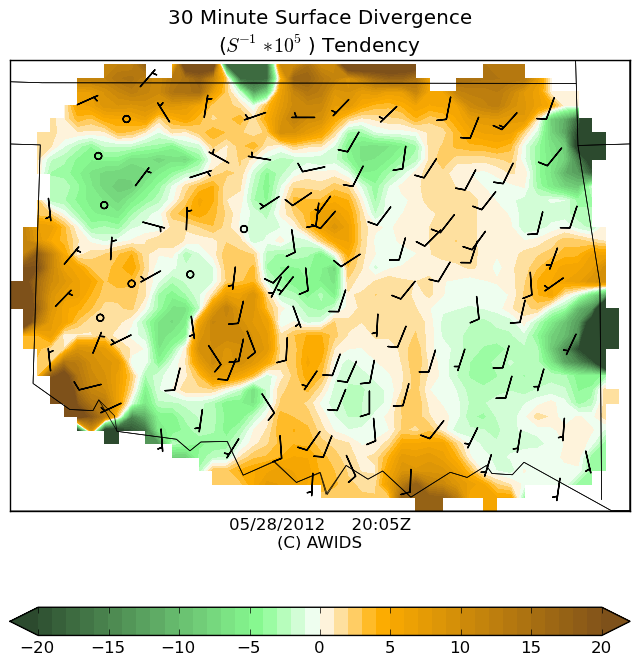 30 Minute Surface Divergence
(S⁻¹ ∗ 10⁵ ) Tendency
05/28/2012 20:05Z
(C) AWIDS
−20 −15 −10 −5 0 5 10 15 20